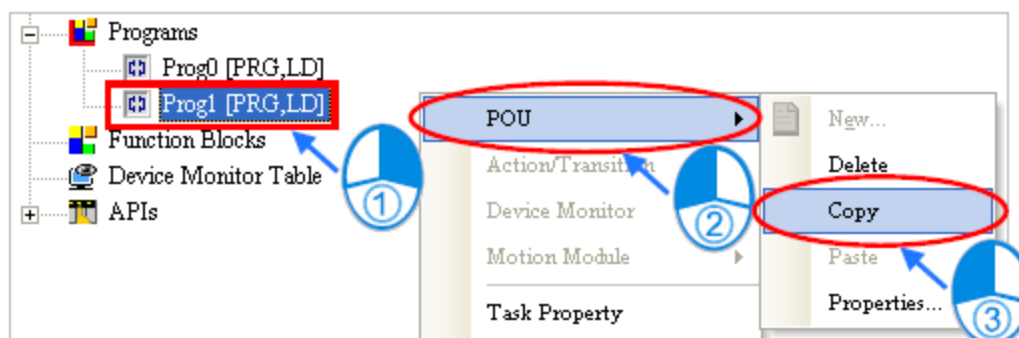 Programs
Prog0 [PRG,LD]
Prog1 [PRG,LD]
Function Blocks
Device Monitor Table
APIs
POU
Action/Transition
Device Monitor
Motion Module
Task Property
New...
Delete
Copy
Paste
Properties...
1
2
3